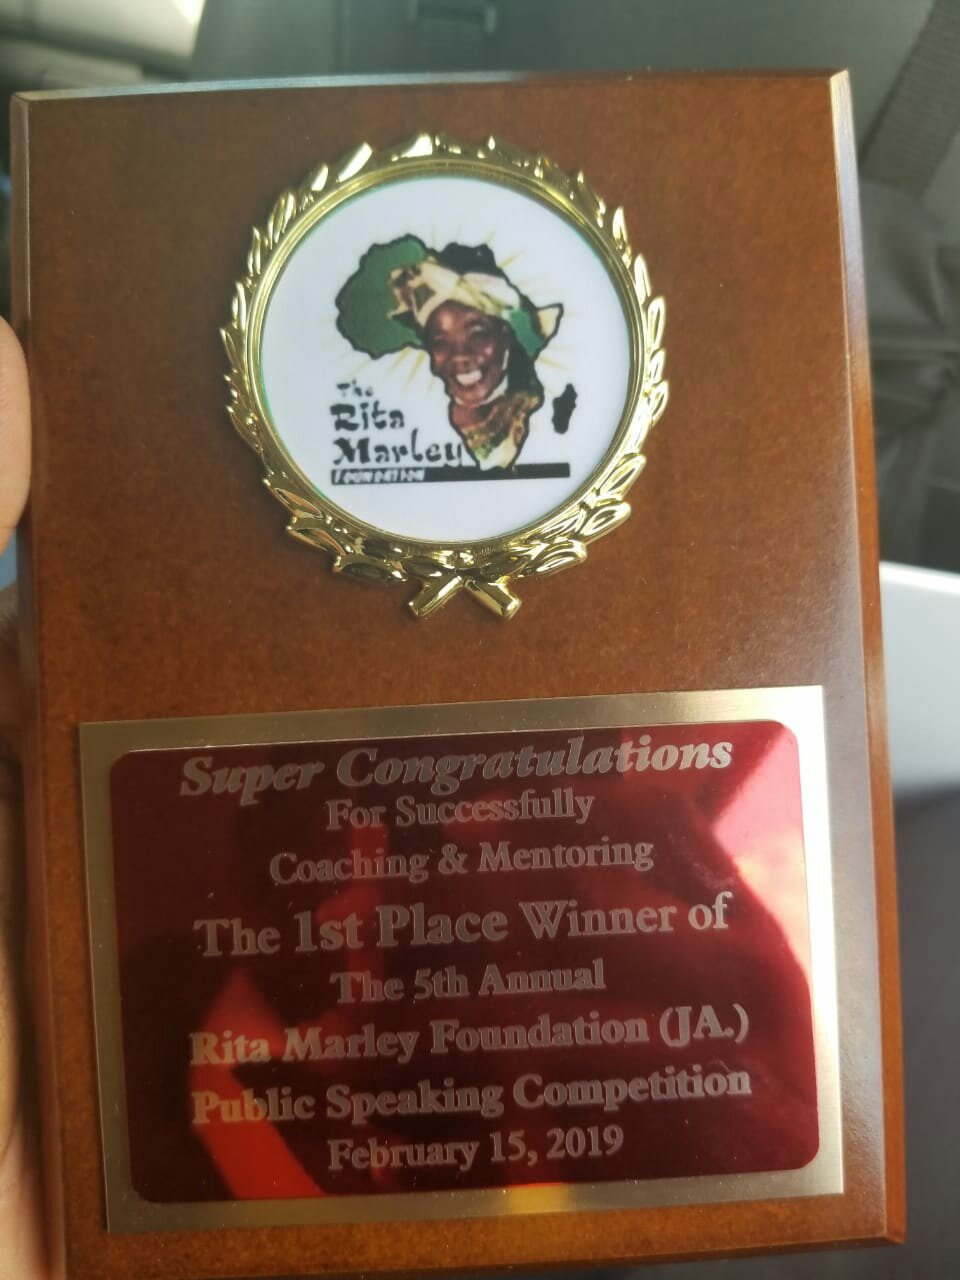 The
Rita
Marley
Foundation
Super Congratulations
For Successfully
Coaching & Mentoring
The 1st Place Winner of
The 5th Annual
Rita Marley Foundation (JA.)
Public Speaking Competition
February 15, 2019